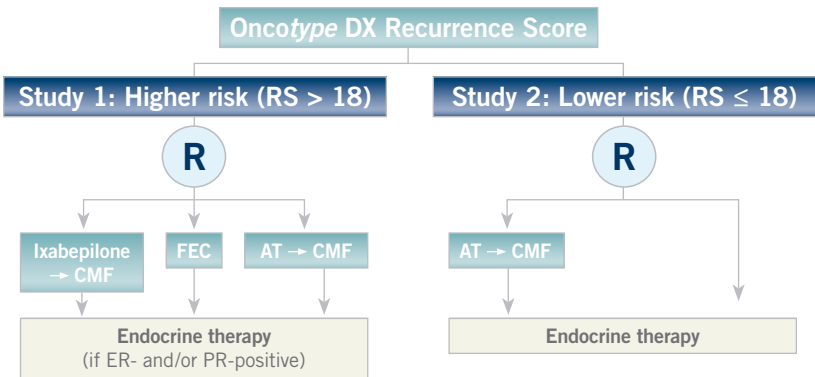 Oncotype DX Recurrence Score
Study 1: Higher risk (RS > 18)
Study 2: Lower risk (RS ≤ 18)
R
R
Ixabepilone
→ CMF
FEC
AT → CMF
AT → CMF
Endocrine therapy
(if ER- and/or PR-positive)
Endocrine therapy